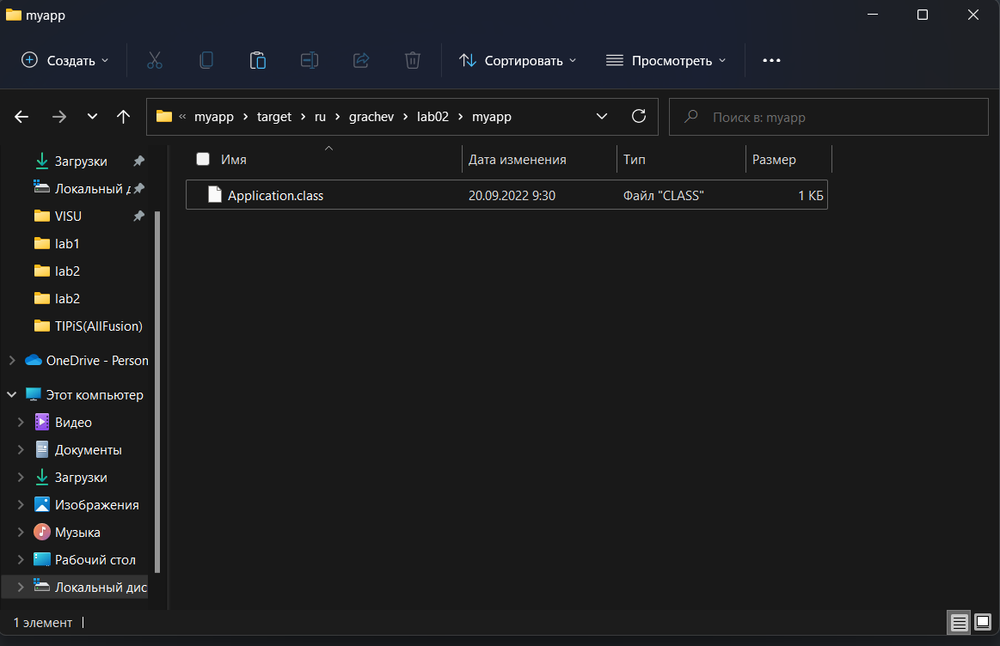 myapp
Создать
Сортировать
Просмотреть
« myapp › target › ru › grachev › lab02 › myapp
Поиск в: myapp
Имя Дата изменения Тип Размер
Application.class 20.09.2022 9:30 Файл "CLASS" 1 КБ
Загрузки
Локальный д
VISU
lab1
lab2
lab2
TIPiS(AllFusion)
OneDrive - Person
Этот компьютер
Видео
Документы
Загрузки
Изображения
Музыка
Рабочий стол
Локальный дис
1 элемент